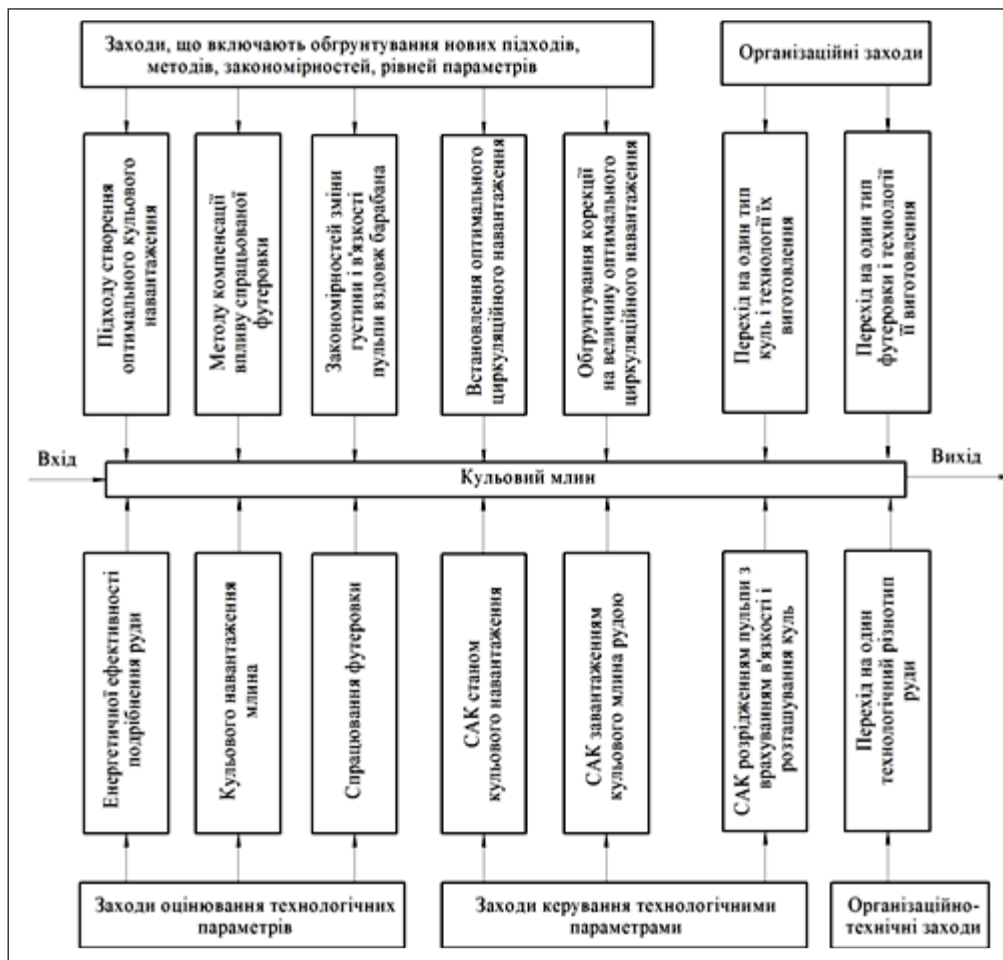 Заходи, що включають обгрунтування нових підходів,
методів, закономірностей, рівней параметрів
Організаційні заходи
Підходу створення
оптимального кульового
навантаження
Методу компенсації
впливу спрацьованої
футеровки
Закономірностей зміни
густини і в'язкості
пульпи вздовж барабана
Встановлення оптимального
циркуляційного навантаження
Обгрунтування корекції
на величину оптимального
циркуляційного навантаження
Перехід на один тип
куль і технології їх
виготовлення
Перехід на один тип
футеровки і технології
її виготовлення
Вхід
Кульовий млин
Вихід
Енергетичної ефективності
подрібнення руди
Кульового навантаження
млина
Спрацювання футеровки
САК станом
кульового навантаження
САК завантаженням
кульового млина рудою
САК розрідженням пульпи з
врахуванням в'язкості і
розташування куль
Перехід на один
технологічний різнотип
руди
Заходи оцінювання технологічних
параметрів
Заходи керування технологічними
параметрами
Організаційно-
технічні заходи